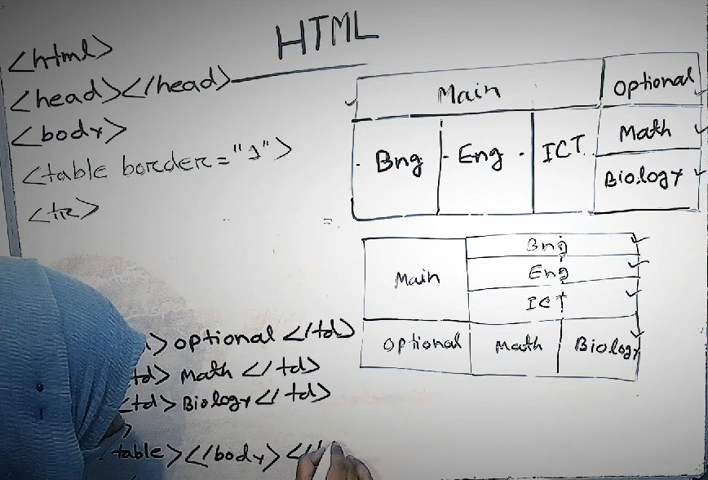 HTML
<html>
<head></head>
<body>
<table border="1">
<tr>
Main Optional
Bng Eng ICT Math
Biology
Main Bng
Eng
ICT
Optional Math Biology
> optional </td>
td> Math </td>
<td> Biology </td>
>
table></body></